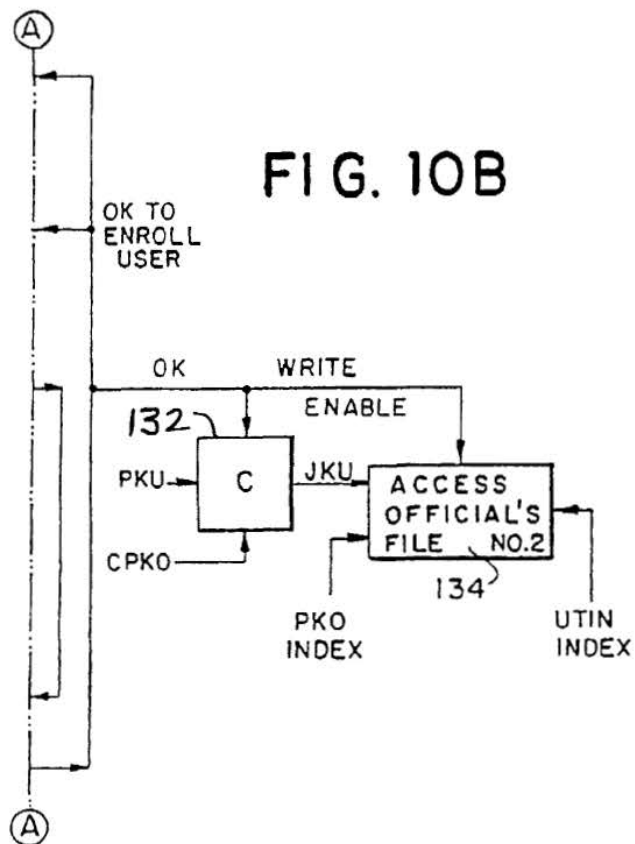 A
FIG. 10B
OK TO
ENROLL
USER
OK WRITE
ENABLE
132
PKU C JKU
ACCESS
OFFICIAL'S
FILE NO.2
CPKO
134
PKO
INDEX
UTIN
INDEX
A